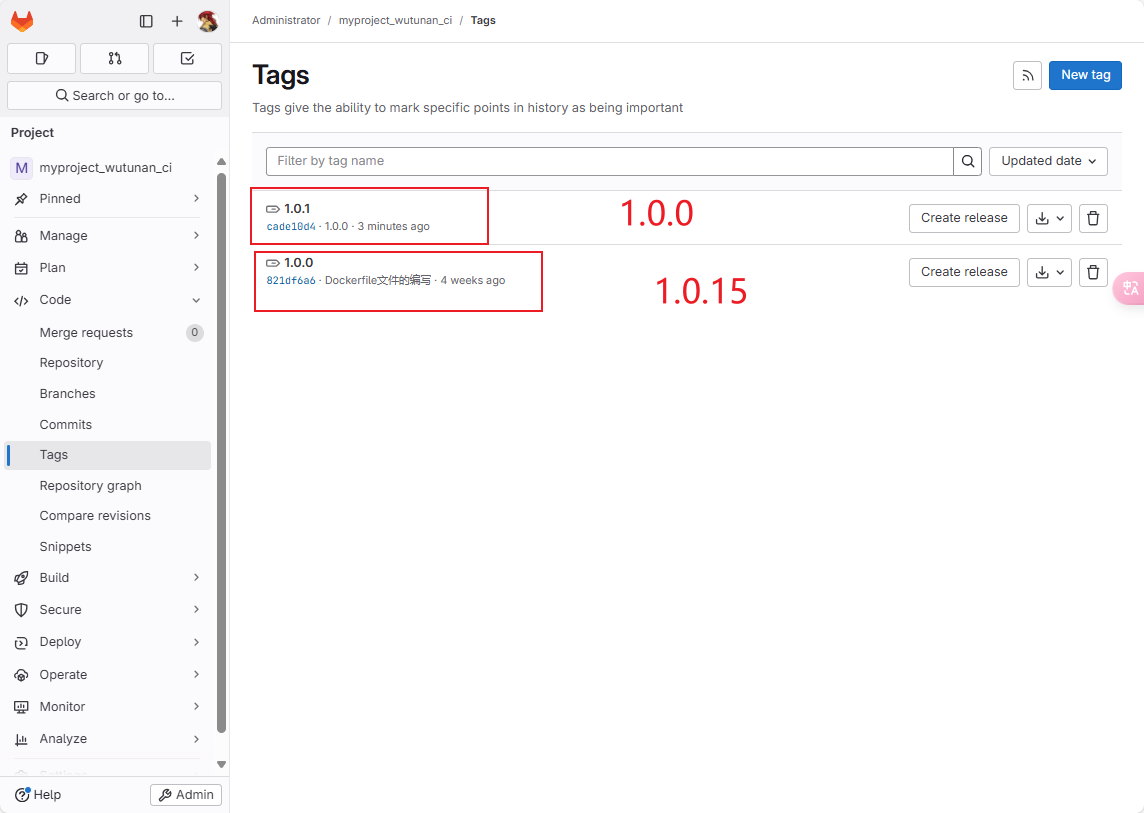 Administrator / myproject_wutunan_ci / Tags
Search or go to...
Project
M myproject_wutunan_ci
Pinned
Manage
Plan
Code
Merge requests 0
Repository
Branches
Commits
Tags
Repository graph
Compare revisions
Snippets
Build
Secure
Deploy
Operate
Monitor
Analyze
Settings
Help
Admin
Tags
New tag
Tags give the ability to mark specific points in history as being important
Filter by tag name
Updated date
1.0.1
cade10d4 · 1.0.0 · 3 minutes ago
1.0.0
Create release
1.0.0
821df6a6 · Dockerfile文件的编写 · 4 weeks ago
1.0.15
Create release